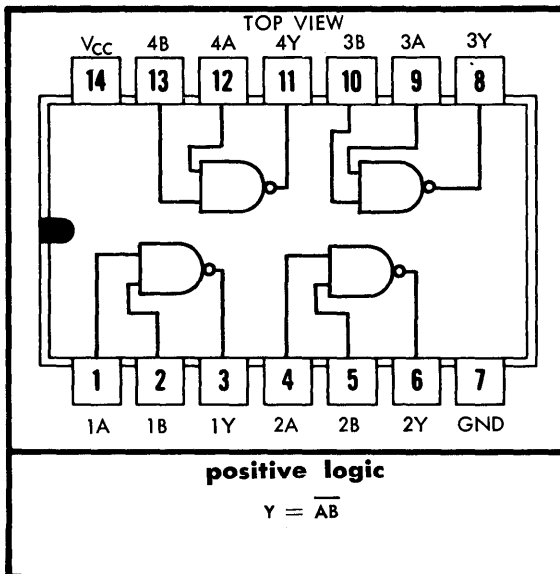 TOP VIEW
VCC 4B 4A 4Y 3B 3A 3Y
14 13 12 11 10 9 8
1 2 3 4 5 6 7
1A 1B 1Y 2A 2B 2Y GND
positive logic
Y = A̅B̅